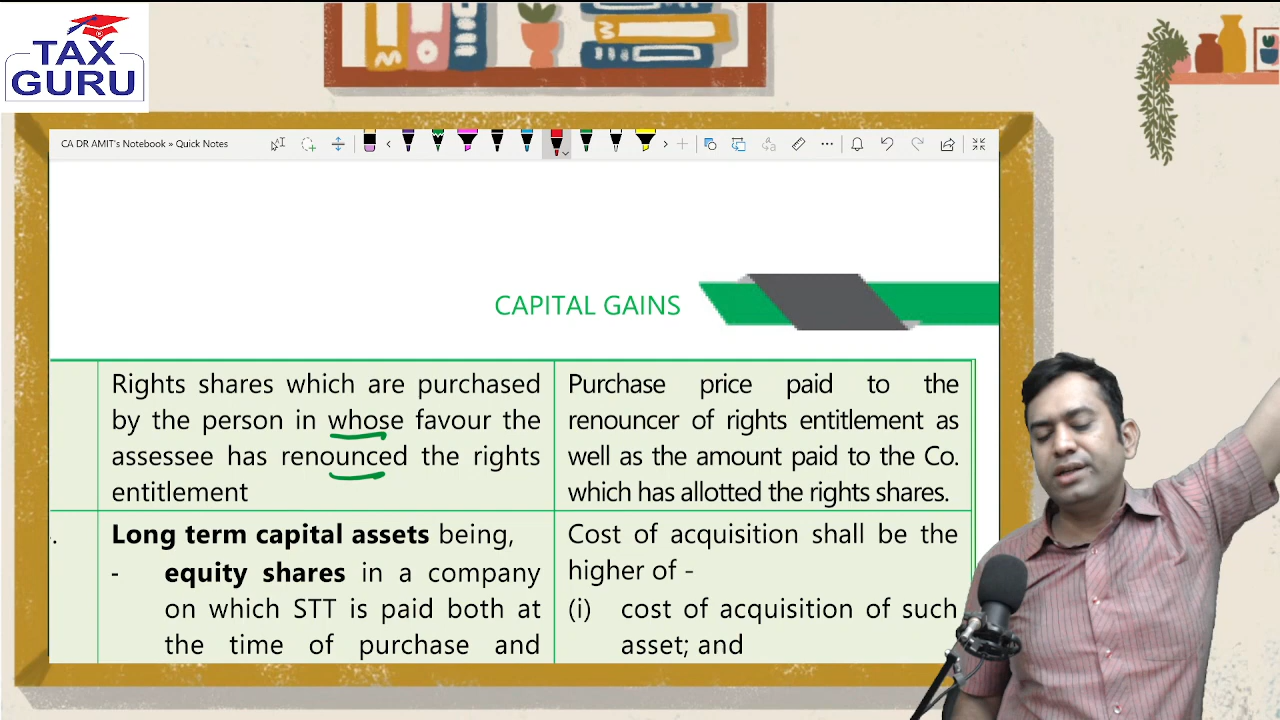 TAX
GURU
CA DR AMIT's Notebook » Quick Notes
CAPITAL GAINS
Rights shares which are purchased
by the person in whose favour the
assessee has renounced the rights
entitlement
Purchase price paid to the
renouncer of rights entitlement as
well as the amount paid to the Co.
which has allotted the rights shares.
Long term capital assets being,
- equity shares in a company
on which STT is paid both at
the time of purchase and
Cost of acquisition shall be the
higher of -
(i) cost of acquisition of such
asset; and